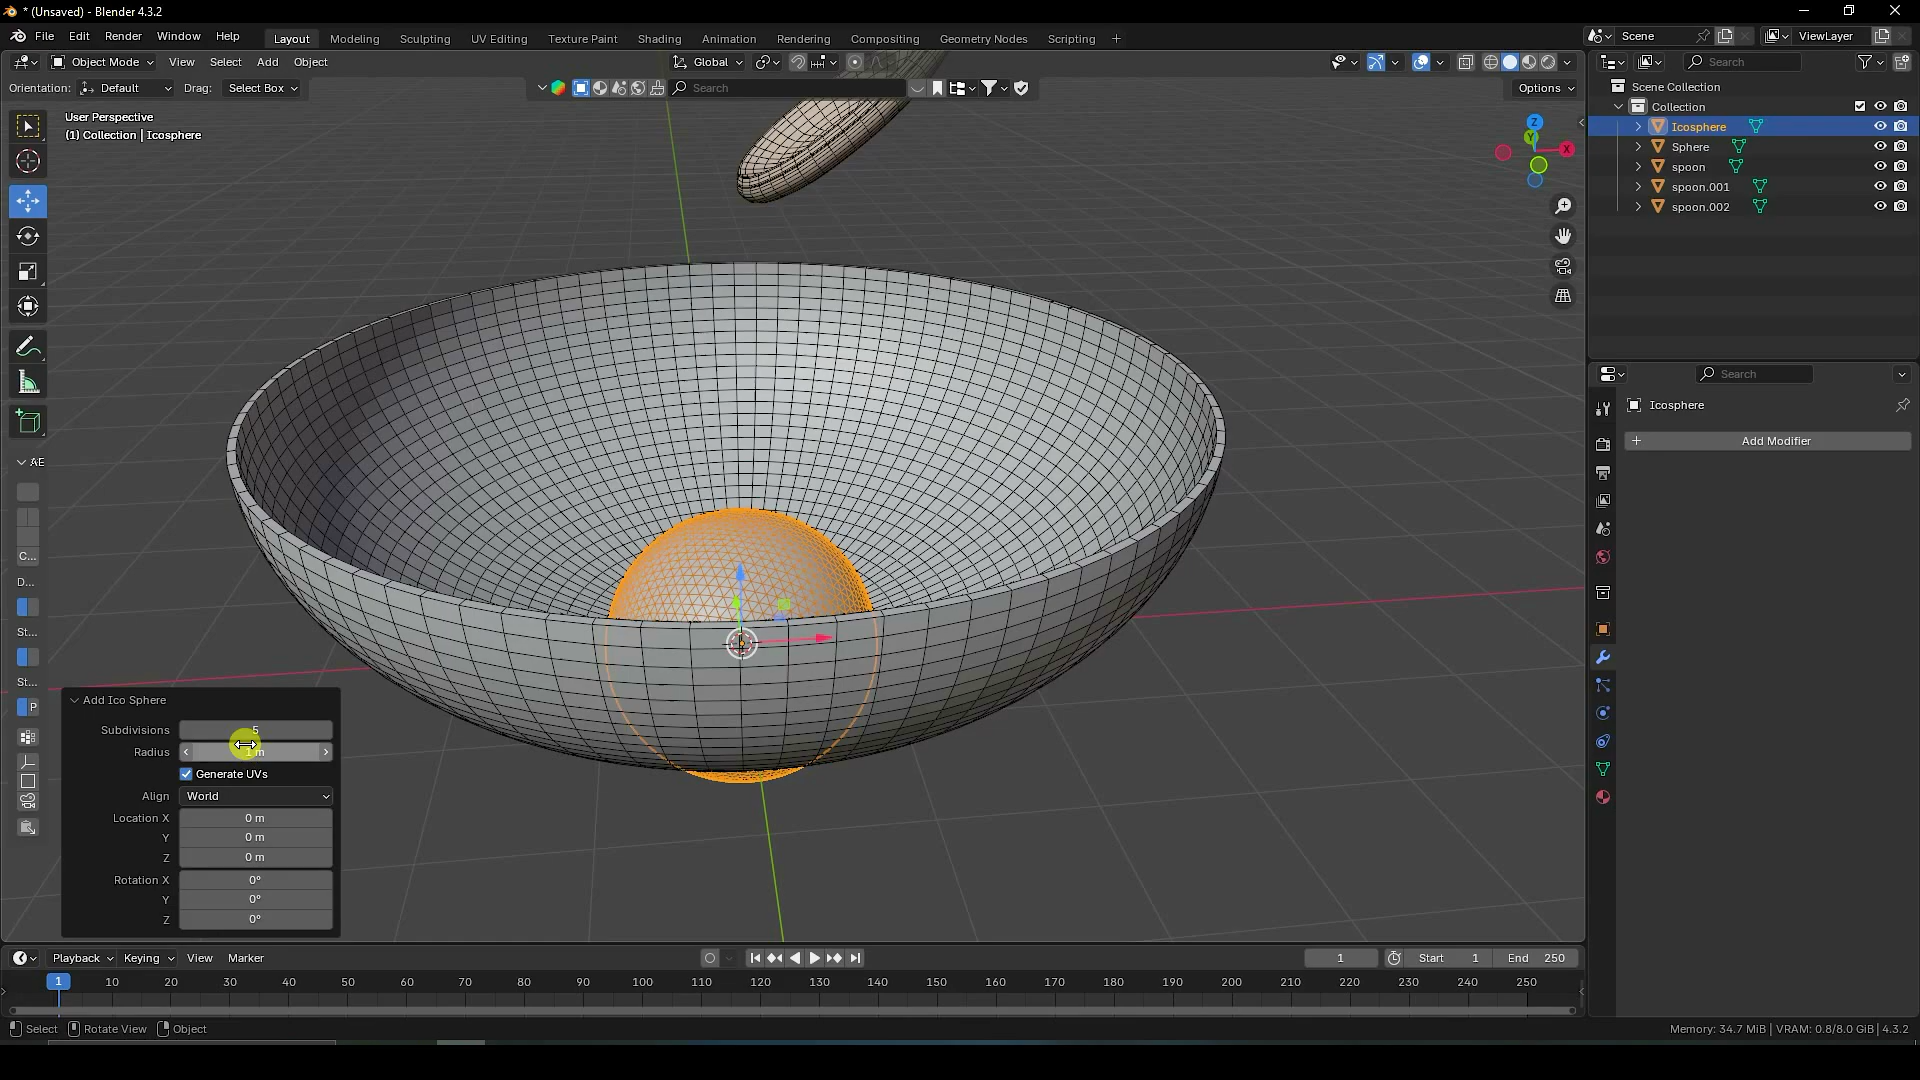 * (Unsaved) - Blender 4.3.2
File Edit Render Window Help Layout Modeling Sculpting UV Editing Texture Paint Shading Animation Rendering Compositing Geometry Nodes Scripting + Scene ViewLayer
Object Mode View Select Add Object Global Search
Orientation: Default Drag: Select Box Search Options
Scene Collection
Collection
Icosphere
Sphere
spoon
spoon.001
spoon.002
User Perspective
(1) Collection | Icosphere
Z
Y
X
Search
Icosphere
+ Add Modifier
AE
C...
D...
St...
St...
P
Add Ico Sphere
Subdivisions 5
Radius
Generate UVs
Align World
Location X 0 m
Y 0 m
Z 0 m
Rotation X 0°
Y 0°
Z 0°
Playback Keying View Marker 1 Start 1 End 250
1 10 20 30 40 50 60 70 80 90 100 110 120 130 140 150 160 170 180 190 200 210 220 230 240 250
Select Rotate View Object Memory: 34.7 MiB | VRAM: 0.8/8.0 GiB | 4.3.2